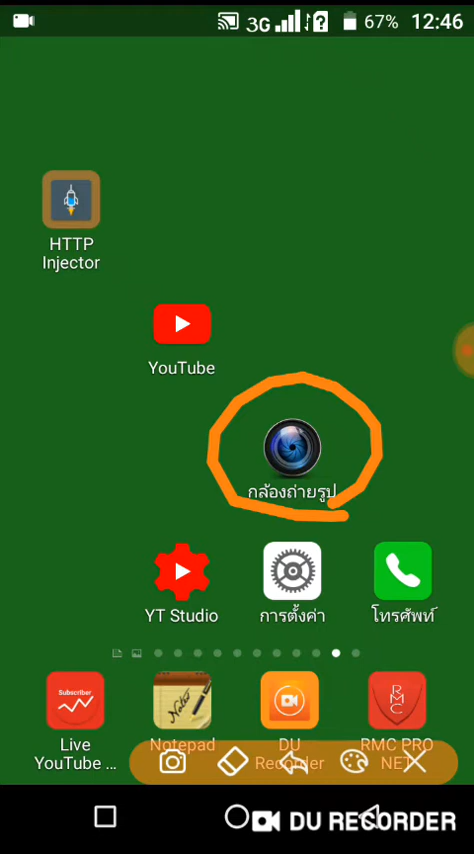 3G
67%
12:46
HTTP
Injector
YouTube
กล้องถ่ายรูป
YT Studio
การตั้งค่า
โทรศัพท์
Subscriber
Notes
RMC
Live
YouTube ...
Notepad
DU
Recorder
RMC PRO
NET
DU RECORDER